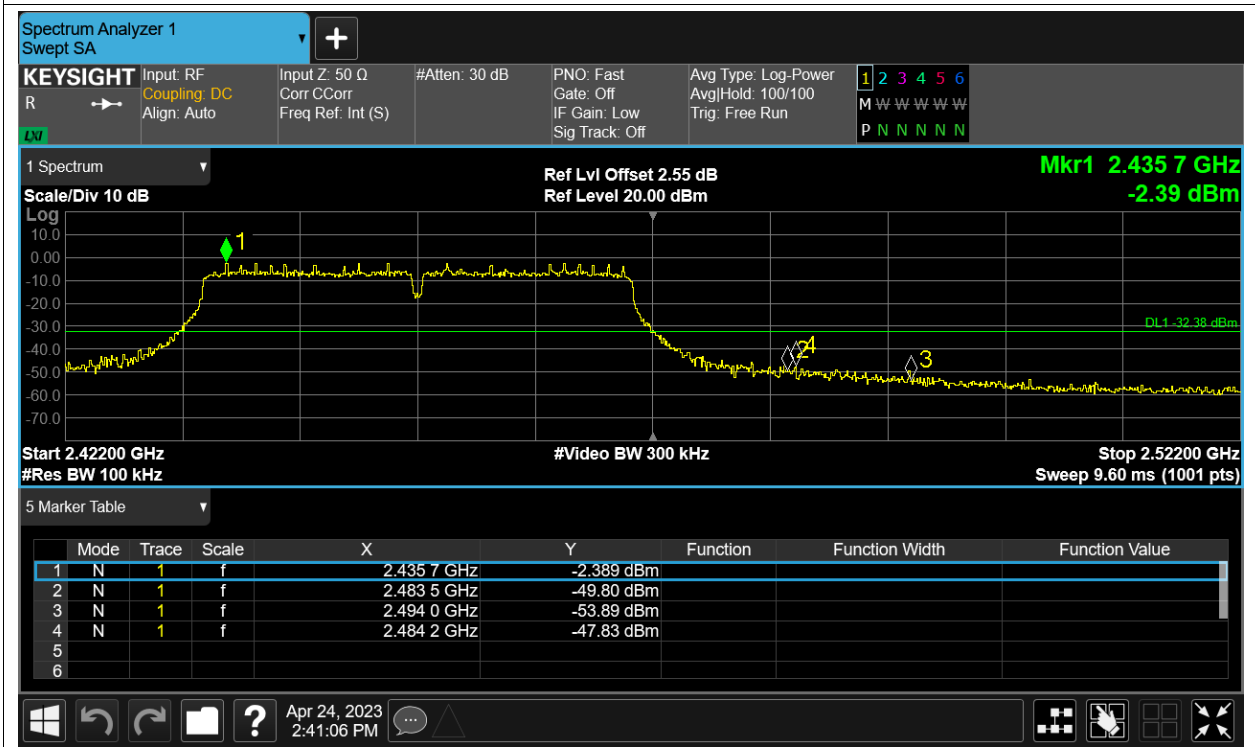 Spectrum Analyzer 1
Swept SA
+
KEYSIGHT Input: RF Input Z: 50 Ω #Atten: 30 dB PNO: Fast Avg Type: Log-Power 1 2 3 4 5 6
R Coupling: DC Corr CCorr Gate: Off Avg|Hold: 100/100 M W W W W W W
Align: Auto Freq Ref: Int (S) IF Gain: Low Trig: Free Run
LXI Sig Track: Off P N N N N N N
1 Spectrum Ref Lvl Offset 2.55 dB Mkr1 2.435 7 GHz
Scale/Div 10 dB Ref Level 20.00 dBm -2.39 dBm
Log
10.0
1
0.00
-10.0
-20.0
-30.0 DL1 -32.38 dBm
-40.0
2 4 3
-50.0
-60.0
-70.0
Start 2.42200 GHz #Video BW 300 kHz Stop 2.52200 GHz
#Res BW 100 kHz Sweep 9.60 ms (1001 pts)
5 Marker Table
Mode Trace Scale X Y Function Function Width Function Value
1 N 1 f 2.435 7 GHz -2.389 dBm
2 N 1 f 2.483 5 GHz -49.80 dBm
3 N 1 f 2.494 0 GHz -53.89 dBm
4 N 1 f 2.484 2 GHz -47.83 dBm
5
6
? Apr 24, 2023
2:41:06 PM